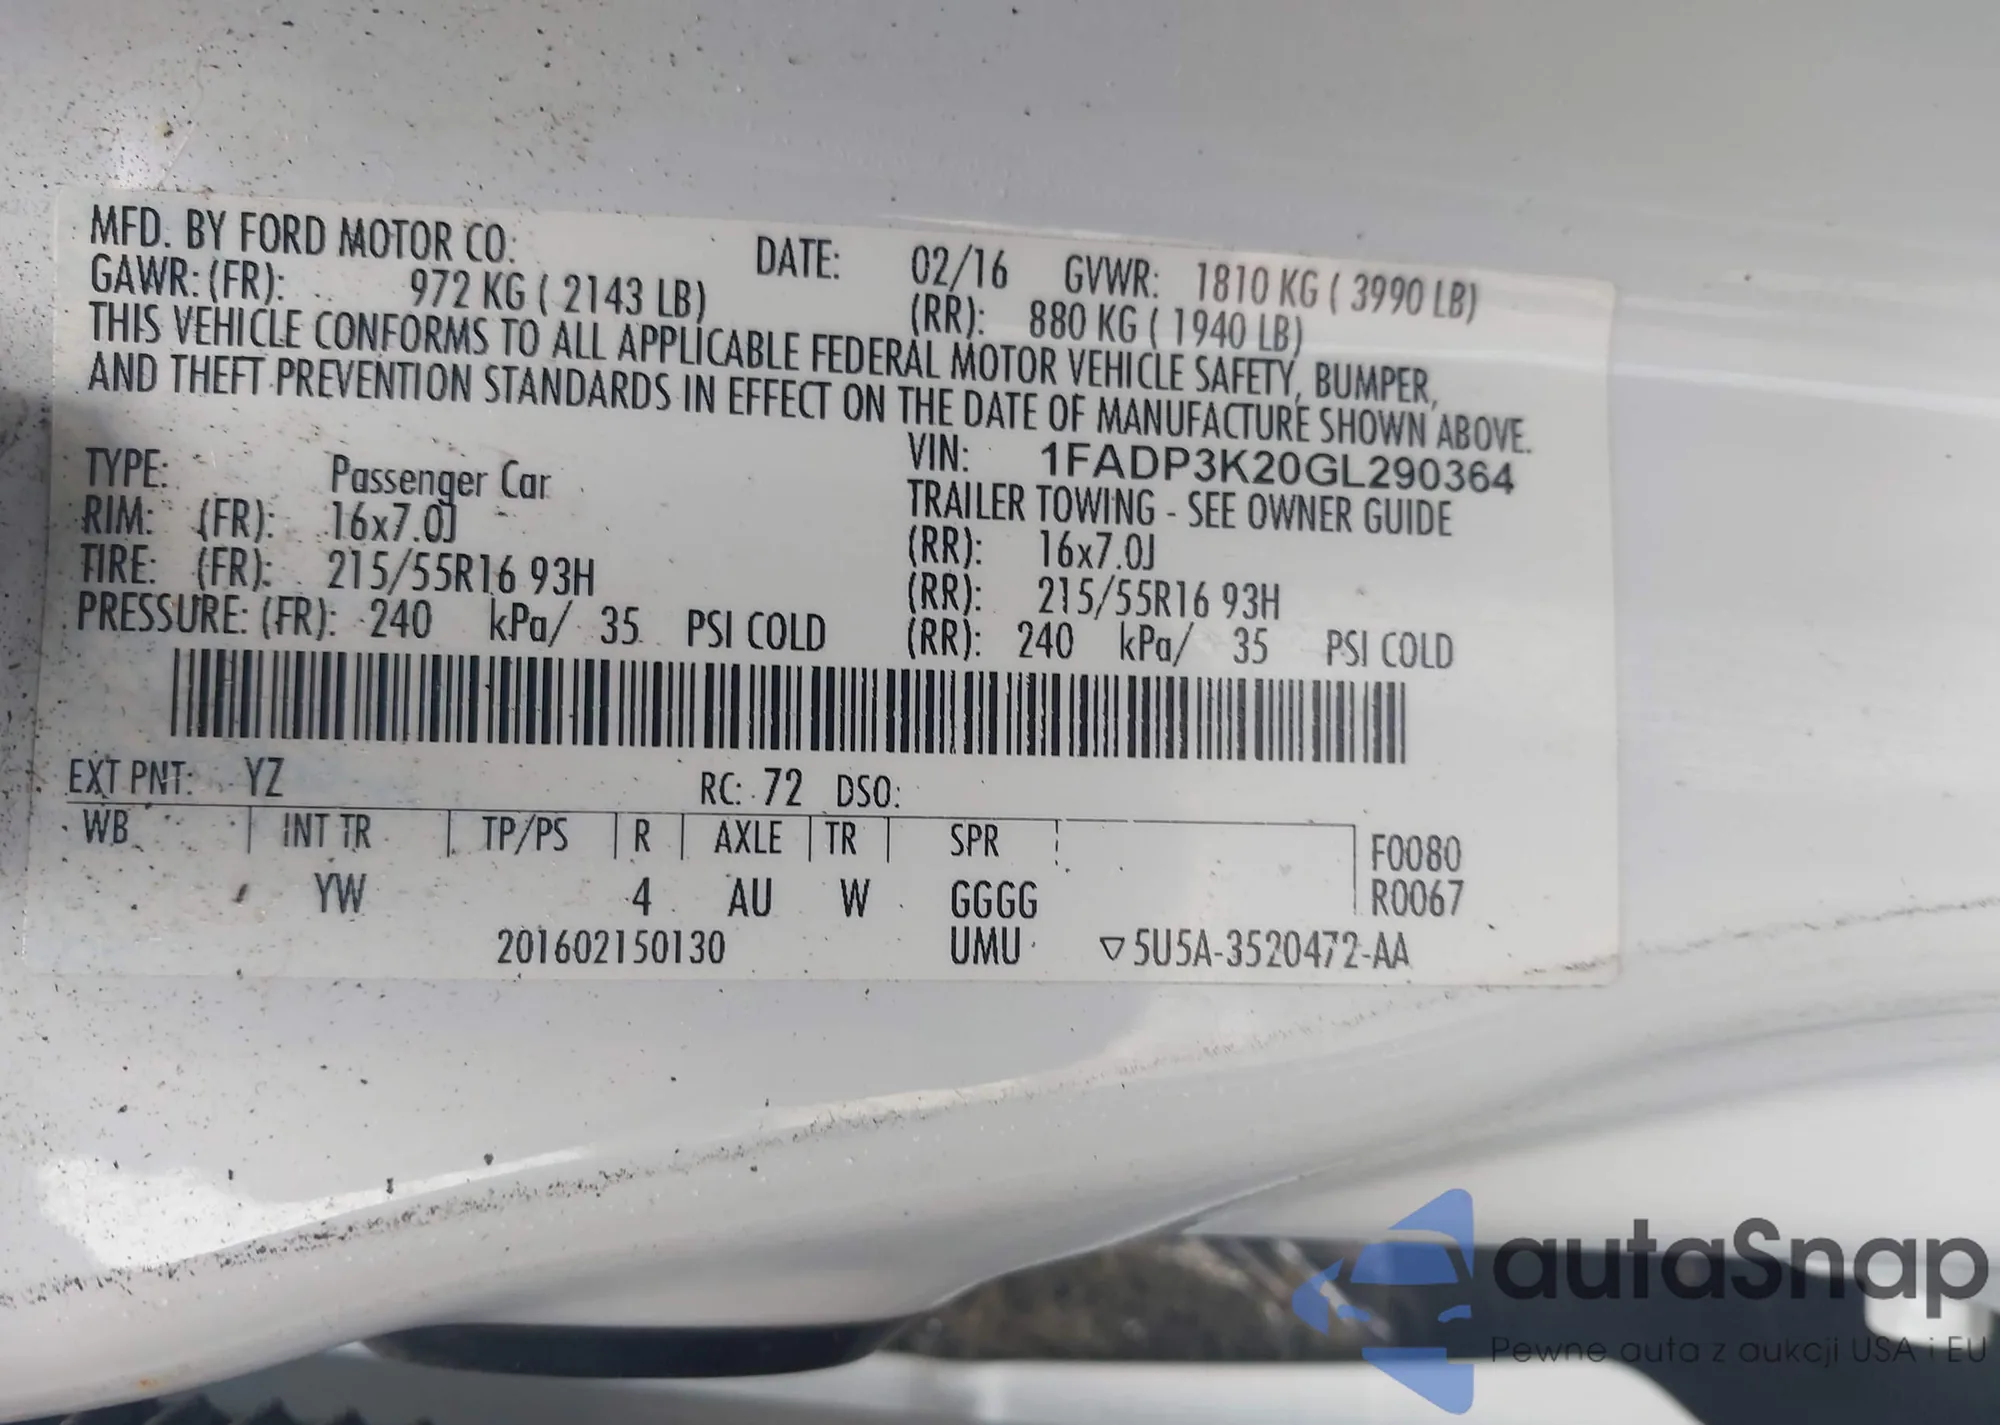 MFD. BY FORD MOTOR CO. DATE: 02/16 GVWR: 1810 KG ( 3990 LB)
GAWR: (FR): 972 KG ( 2143 LB) (RR): 880 KG ( 1940 LB)
THIS VEHICLE CONFORMS TO ALL APPLICABLE FEDERAL MOTOR VEHICLE SAFETY, BUMPER,
AND THEFT PREVENTION STANDARDS IN EFFECT ON THE DATE OF MANUFACTURE SHOWN ABOVE.
VIN: 1FADP3K20GL290364
TYPE: Passenger Car TRAILER TOWING - SEE OWNER GUIDE
RIM: (FR): 16x7.0J (RR): 16x7.0J
TIRE: (FR): 215/55R16 93H (RR): 215/55R16 93H
PRESSURE: (FR): 240 kPa/ 35 PSI COLD (RR): 240 kPa/ 35 PSI COLD
EXT PNT: YZ RC: 72 DSO:
WB INT TR TP/PS R AXLE TR SPR F0080
YW 4 AU W GGGG R0067
201602150130 UMU ▽5U5A-3520472-AA
autaSnap
Pewne auta z aukcji USA i EU